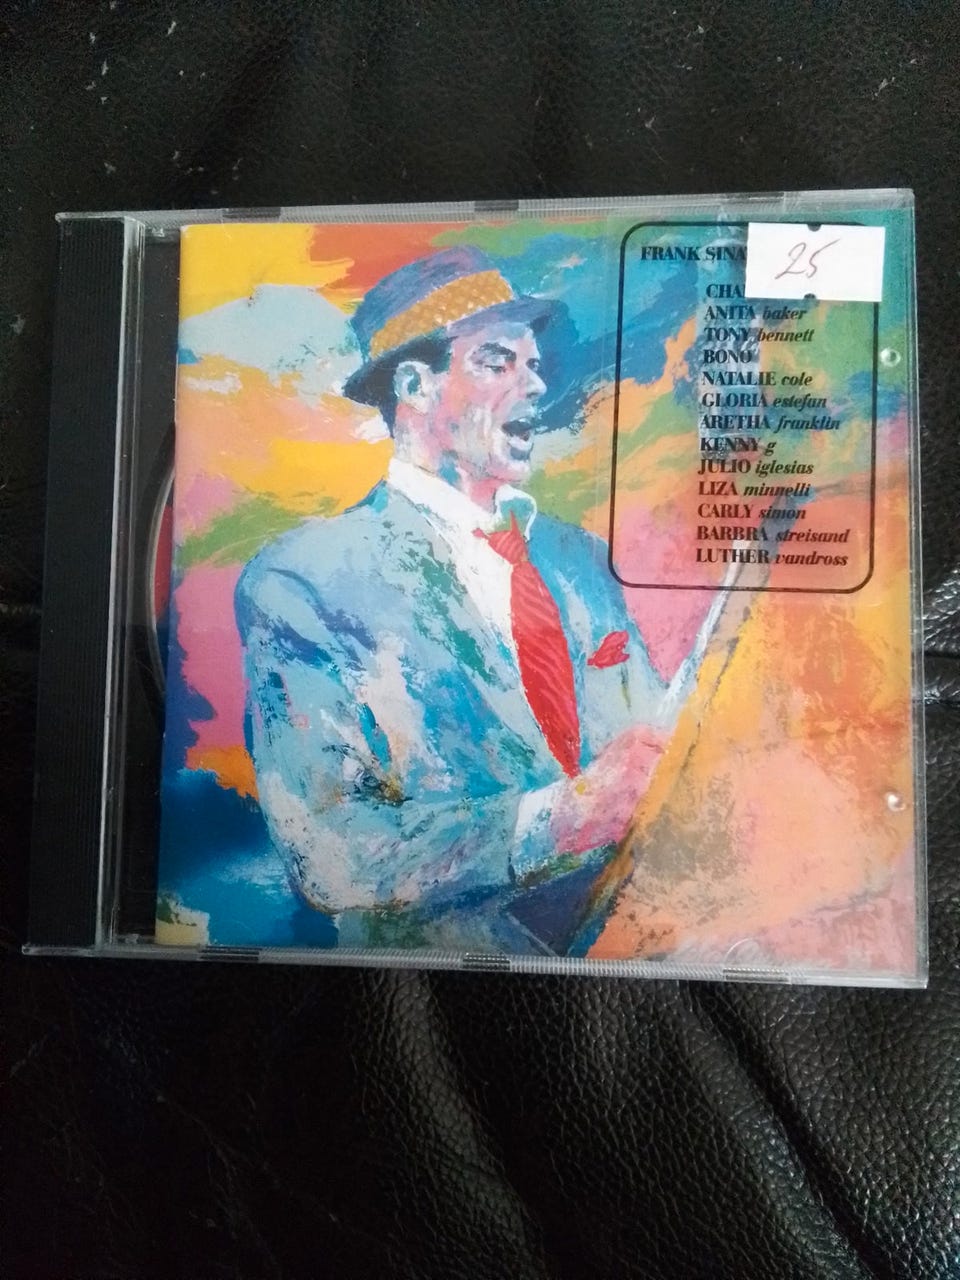 FRANK SINA
25
CHA
ANITA baker
TONY bennett
BONO
NATALIE cole
GLORIA estefan
ARETHA franklin
KENNY g
JULIO iglesias
LIZA minnelli
CARLY simon
BARBRA streisand
LUTHER vandross